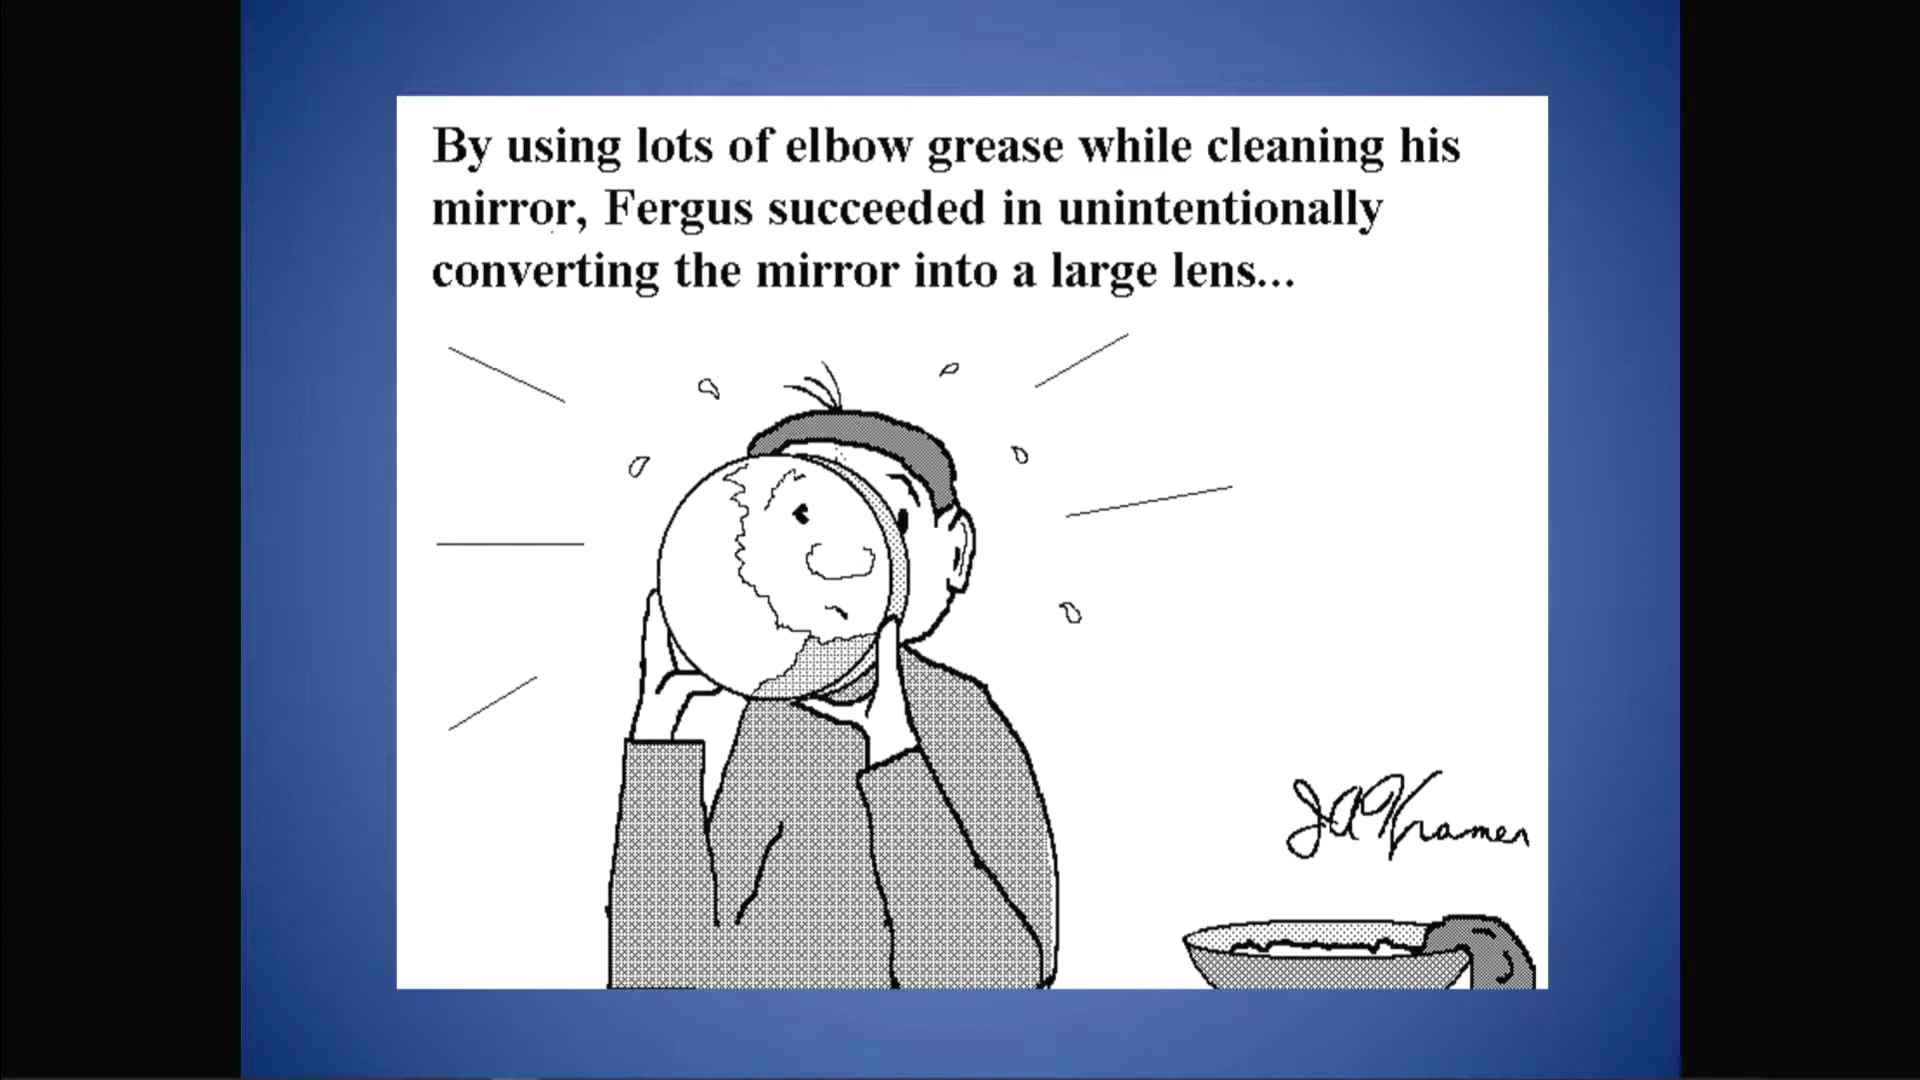 By using lots of elbow grease while cleaning his
mirror, Fergus succeeded in unintentionally
converting the mirror into a large lens...
JAKramer